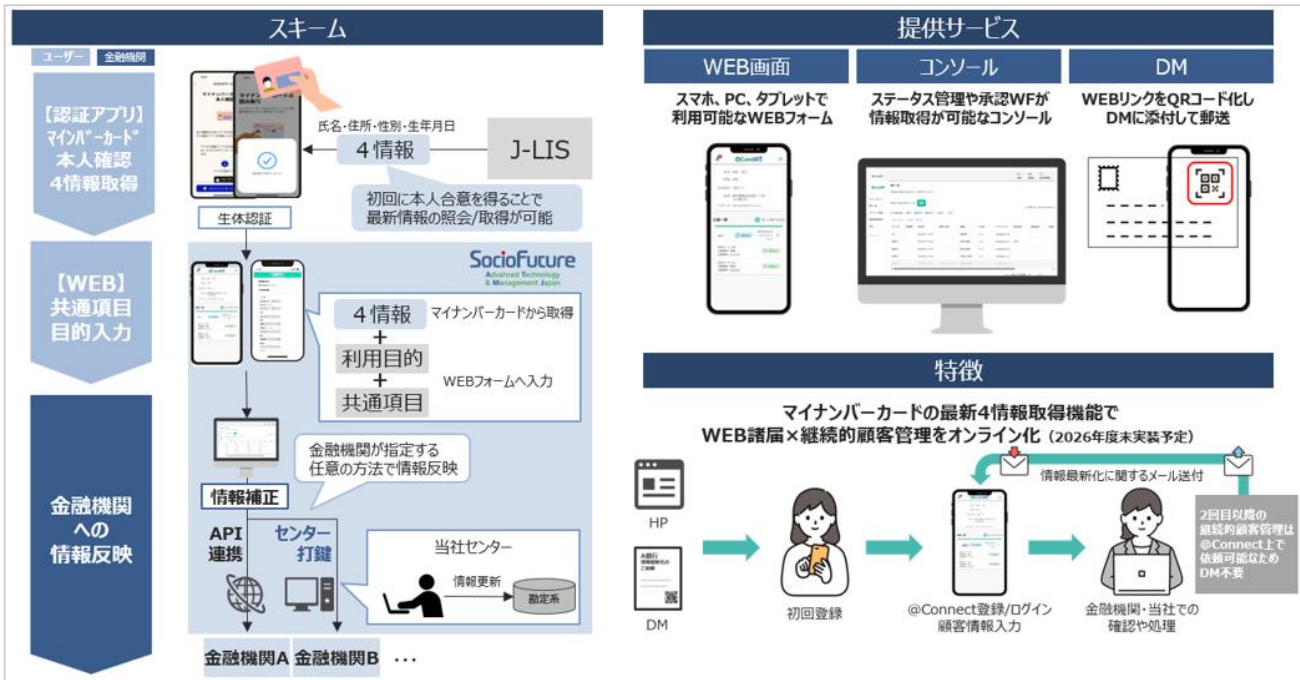 スキーム
ユーザー
金融機関
【認証アプリ】
マイナンバーカード
本人確認
4情報取得
氏名・住所・性別・生年月日
4情報
J-LIS
初回に本人合意を得ることで
最新情報の照会/取得が可能
生体認証
【WEB】
共通項目
目的入力
SocioFuture
Advanced Technology
& Management Japan
4情報
マイナンバーカードから取得
+
利用目的
+
WEBフォームへ入力
共通項目
金融機関
への
情報反映
金融機関が指定する
任意の方法で情報反映
情報補正
API
連携
センター
打鍵
当社センター
情報更新
勘定系
金融機関A
金融機関B
…
提供サービス
WEB画面
コンソール
DM
スマホ、PC、タブレットで
利用可能なWEBフォーム
ステータス管理や承認WFが
情報取得が可能なコンソール
WEBリンクをQRコード化し
DMに添付して郵送
特徴
マイナンバーカードの最新4情報取得機能で
WEB諸届×継続的顧客管理をオンライン化（2026年度末実装予定）
情報最新化に関するメール送付
HP
DM
初回登録
@Connect登録/ログイン
顧客情報入力
金融機関・当社での
確認や処理
2回目以降の
継続的顧客管理は
@Connect上で
依頼可能なため
DM不要